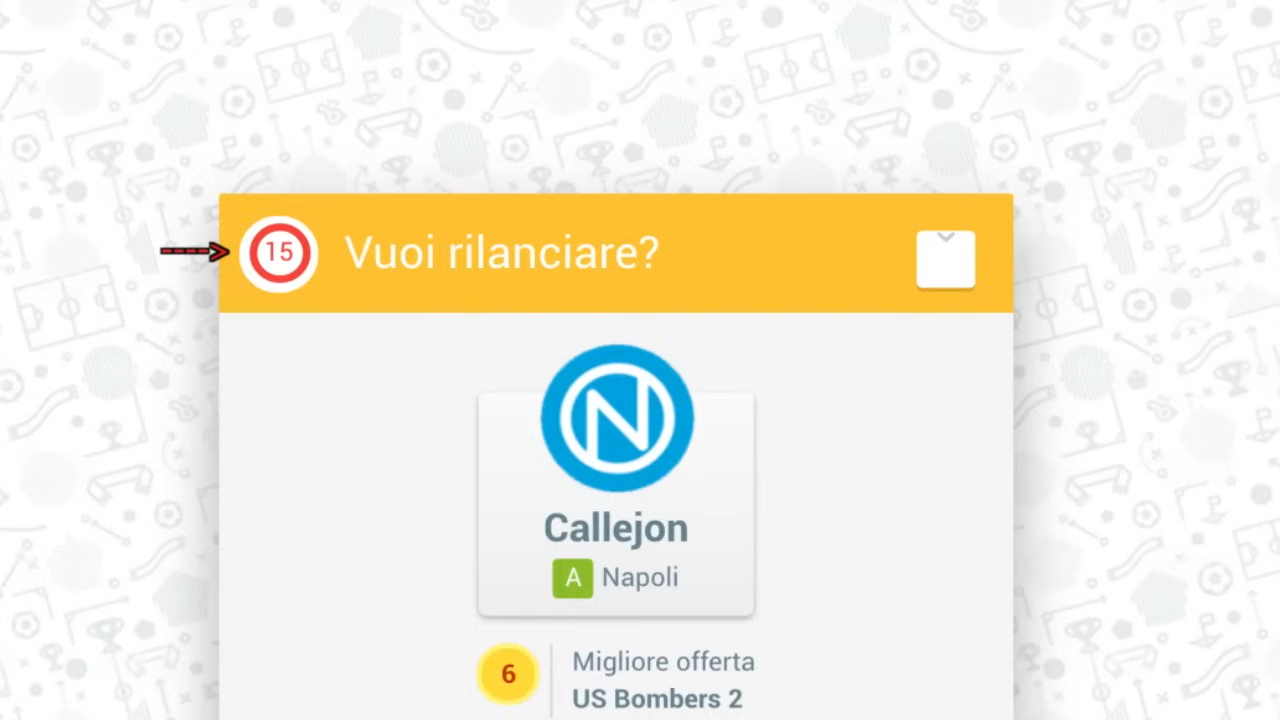 15 Vuoi rilanciare?
N
Callejon
A Napoli
6 Migliore offerta
US Bombers 2